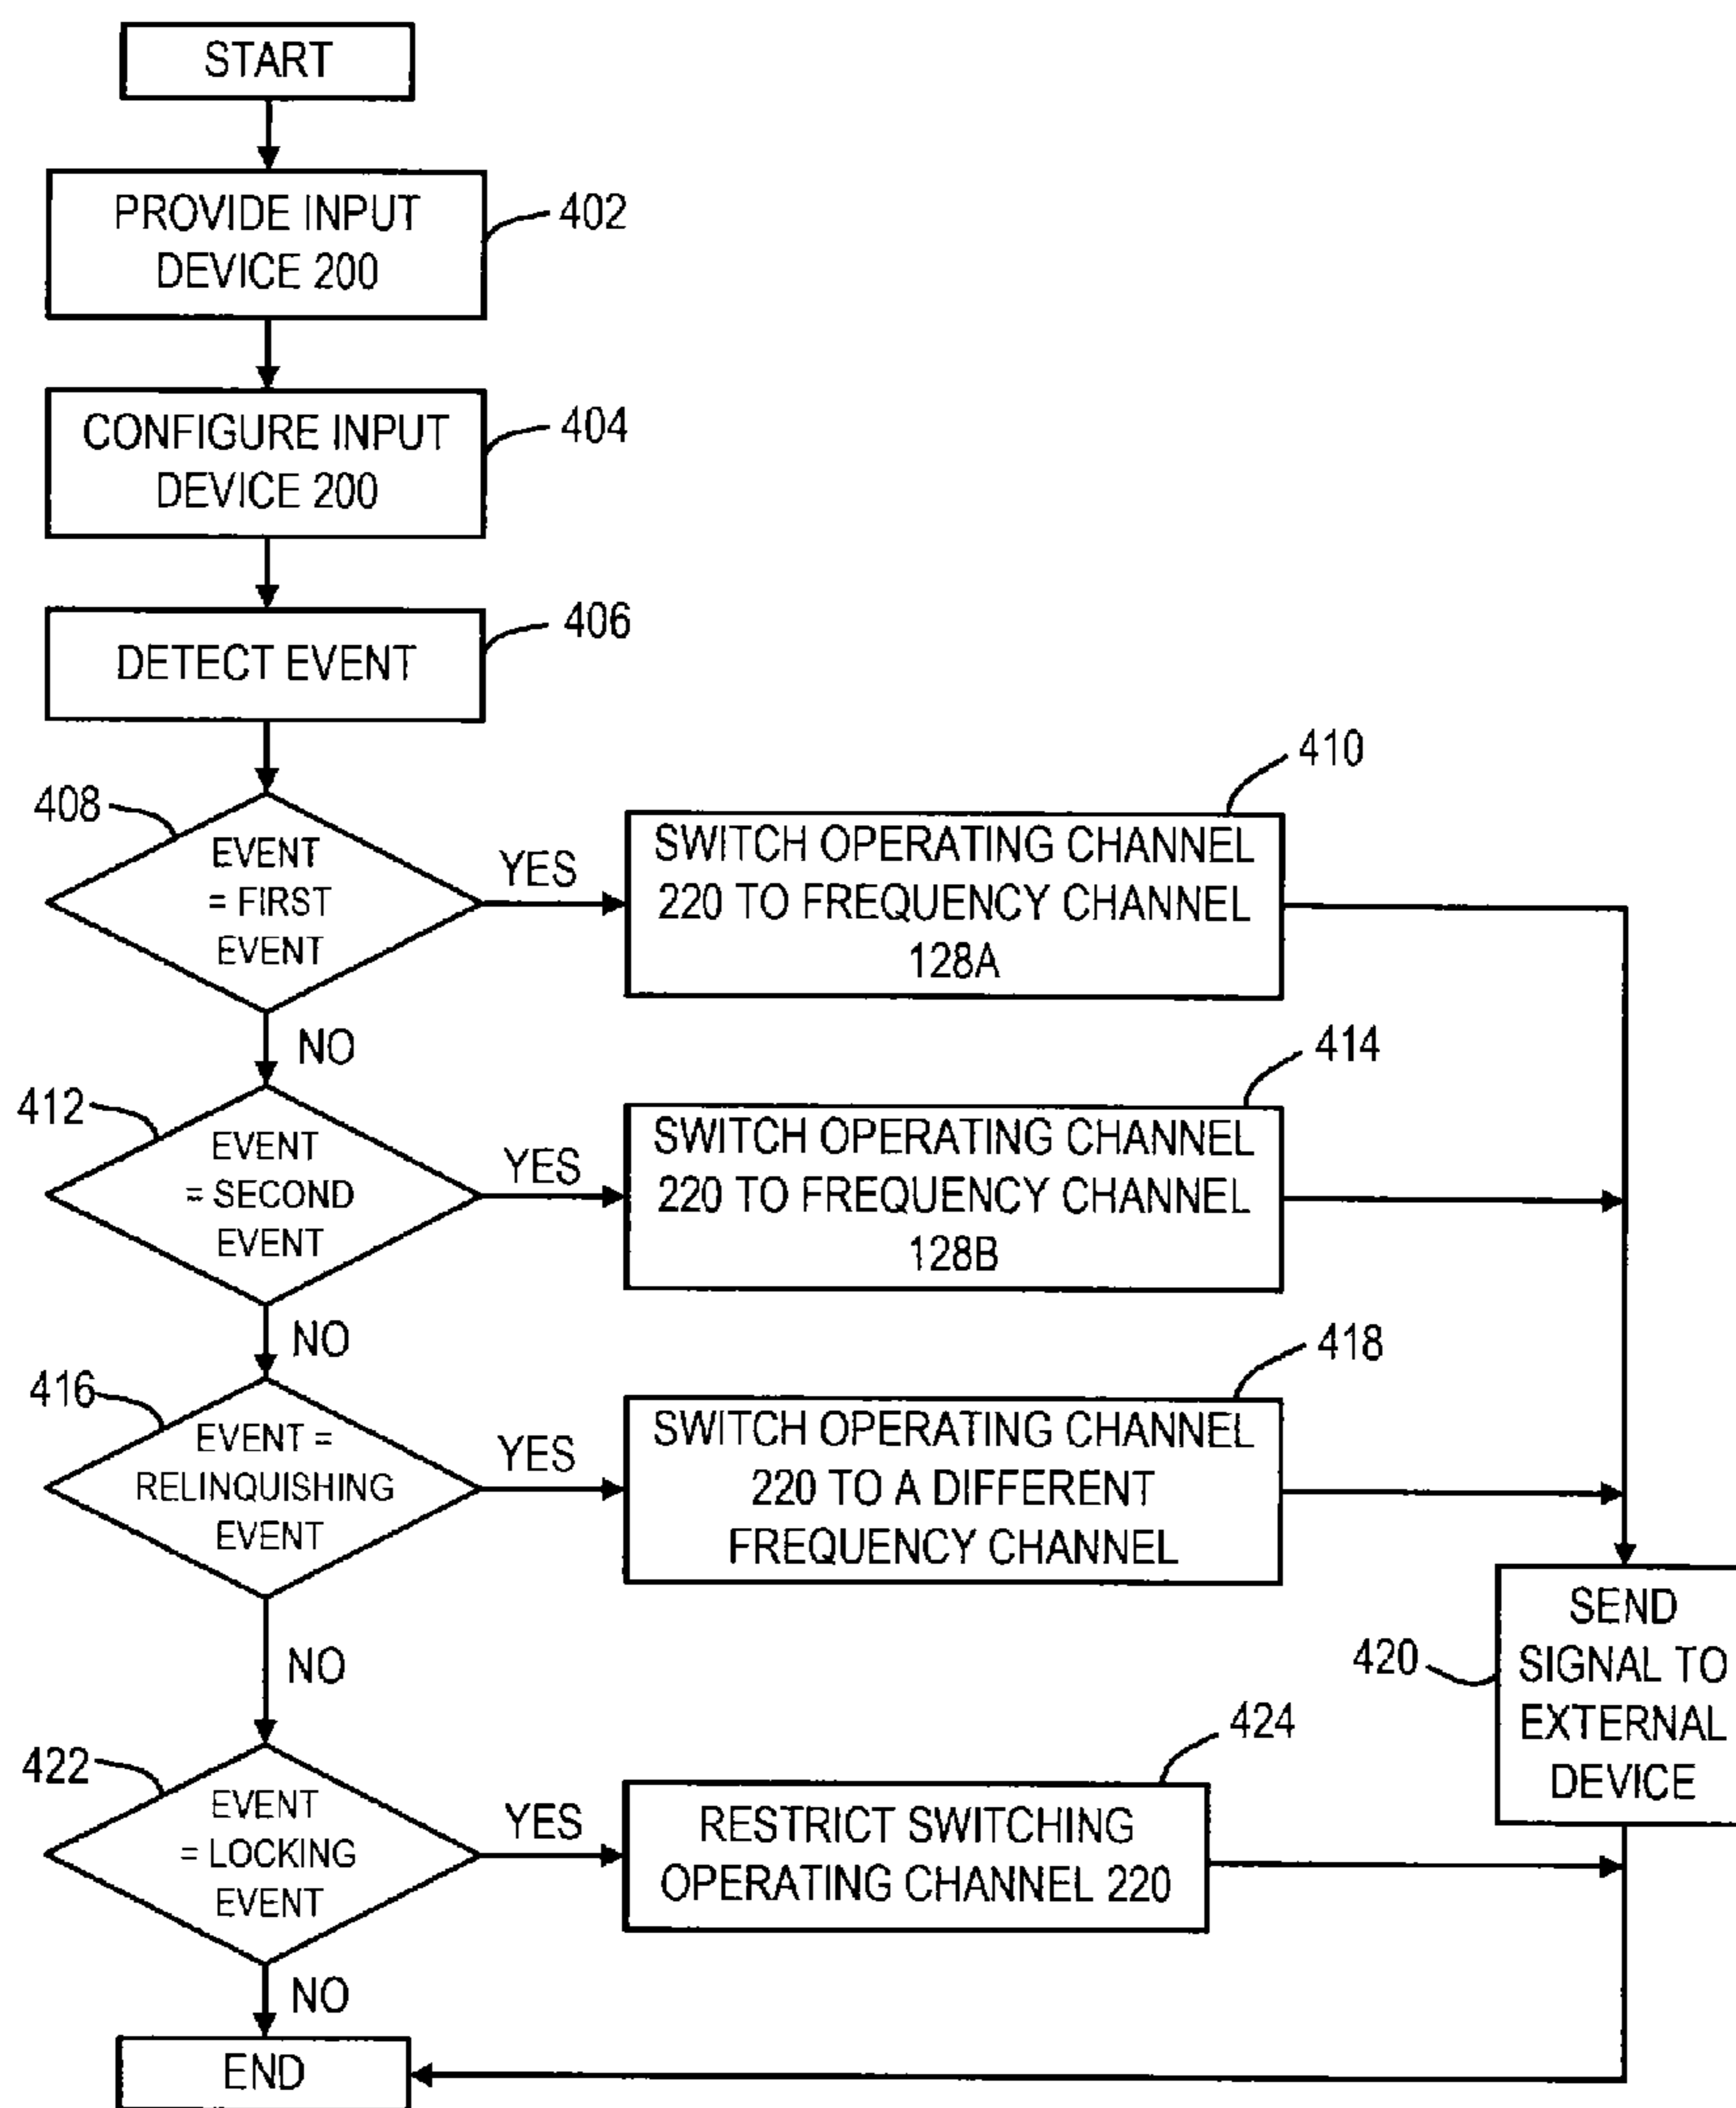 START
PROVIDE INPUT
DEVICE 200
402
CONFIGURE INPUT
DEVICE 200
404
DETECT EVENT
406
408
EVENT
= FIRST
EVENT
YES
410
SWITCH OPERATING CHANNEL
220 TO FREQUENCY CHANNEL
128A
NO
412
EVENT
= SECOND
EVENT
YES
414
SWITCH OPERATING CHANNEL
220 TO FREQUENCY CHANNEL
128B
NO
416
EVENT =
RELINQUISHING
EVENT
YES
418
SWITCH OPERATING CHANNEL
220 TO A DIFFERENT
FREQUENCY CHANNEL
420
SEND
SIGNAL TO
EXTERNAL
DEVICE
NO
422
EVENT
= LOCKING
EVENT
YES
424
RESTRICT SWITCHING
OPERATING CHANNEL 220
NO
END